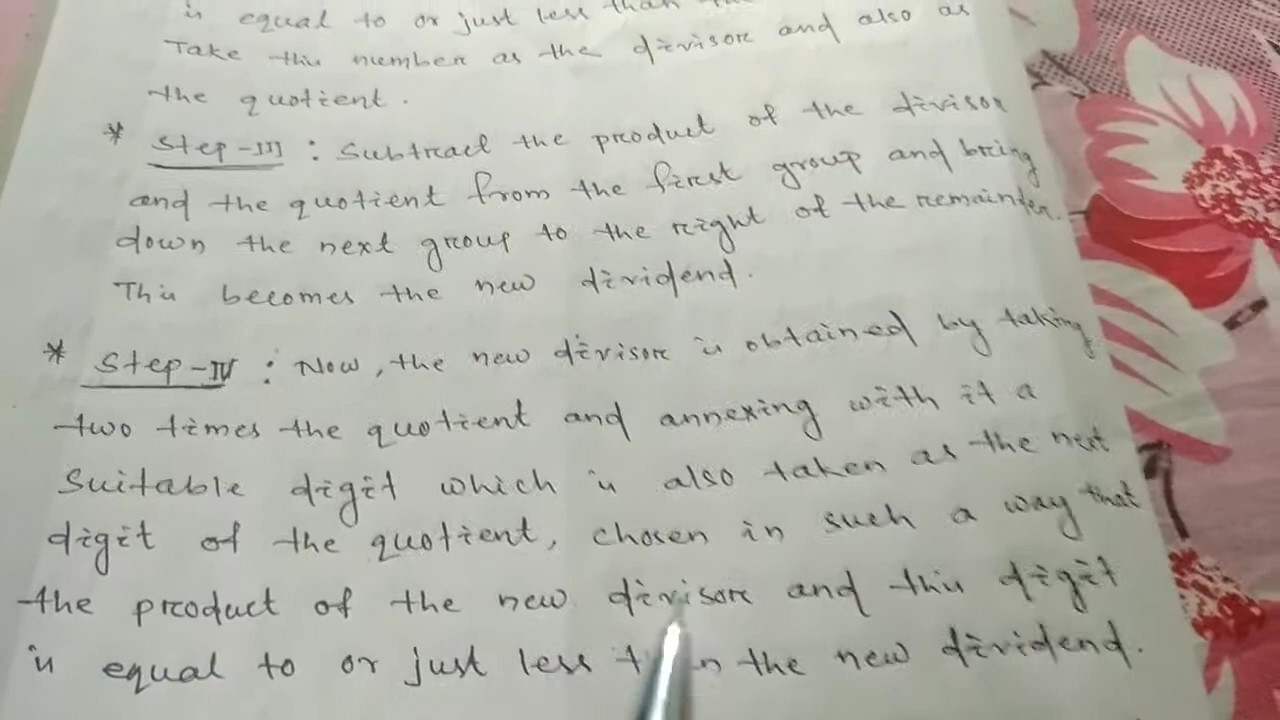 is equal to or just less than the
Take this number as the divisor and also as
the quotient.
* Step-III : Subtract the product of the divisor
and the quotient from the first group and bring
down the next group to the right of the remainder.
This becomes the new dividend.
* Step-IV : Now, the new divisor is obtained by taking
two times the quotient and annexing with it a
suitable digit which is also taken as the next
digit of the quotient, chosen in such a way that
the product of the new divisor and this digit
is equal to or just less than the new dividend.